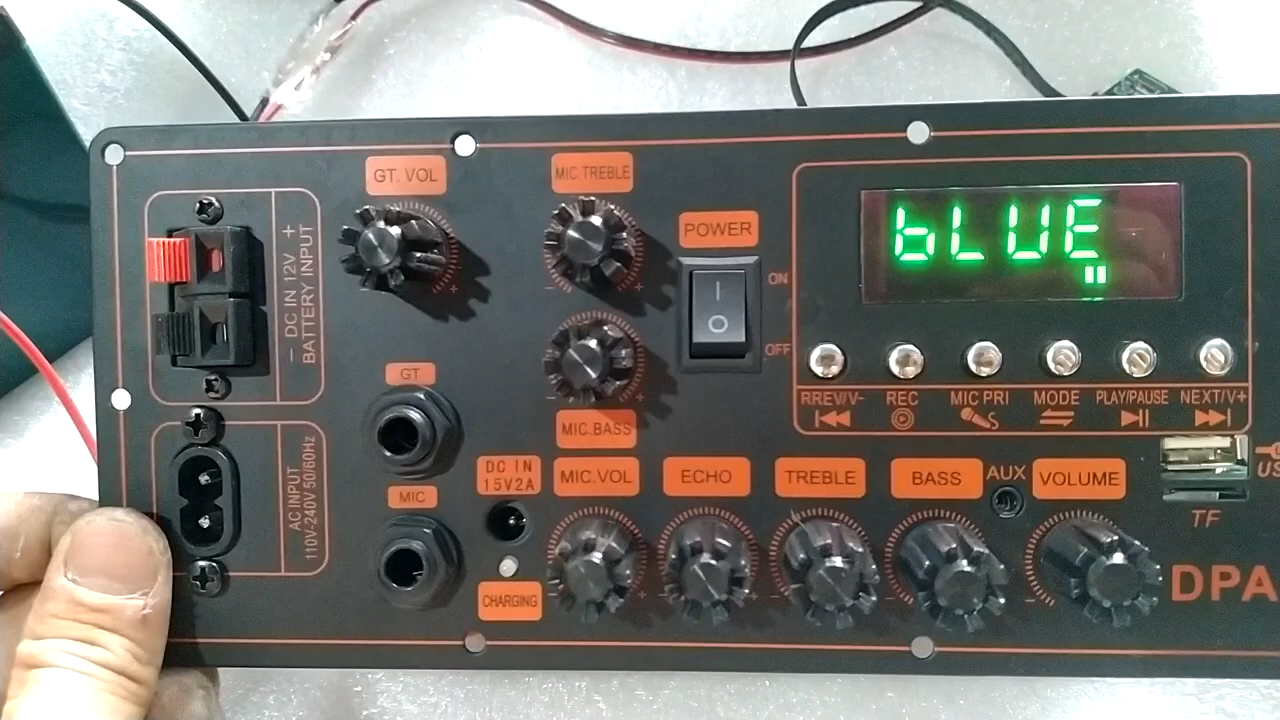 GT. VOL
MIC.TREBLE
POWER
ON
OFF
bLUE
− DC IN 12V +
BATTERY INPUT
GT
MIC.BASS
RREW/V-
REC
MIC PRI
MODE
PLAY/PAUSE
NEXT/V+
AC INPUT
110V-240V 50/60Hz
MIC
DC IN
15V2A
MIC.VOL
ECHO
TREBLE
BASS
AUX
VOLUME
US
TF
CHARGING
DPA